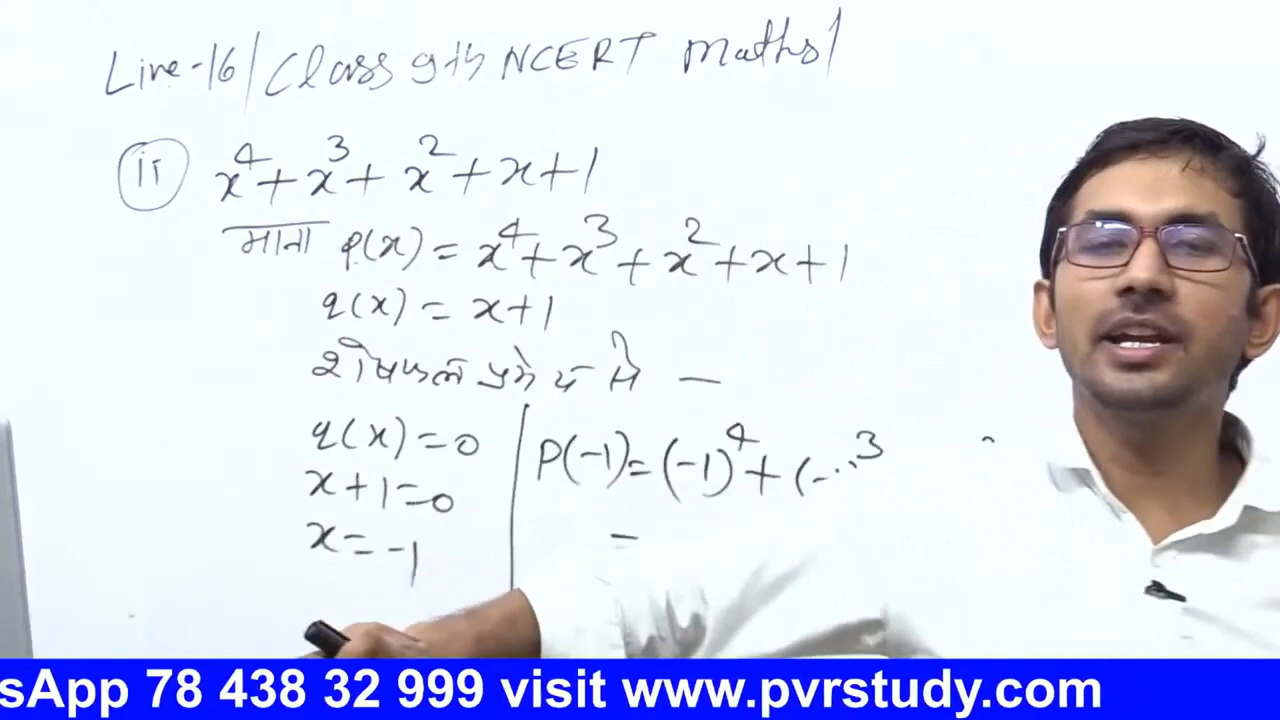 Live-16/Class 9th NCERT Maths/
ii x⁴+x³+x²+x+1
माना p(x) = x⁴+x³+x²+x+1
q(x) = x+1
शेषफल प्रमेय से —
q(x)=0
x+1=0
x=-1
P(-1)=(-1)⁴+(-...³
-
sApp 78 438 32 999 visit www.pvrstudy.com